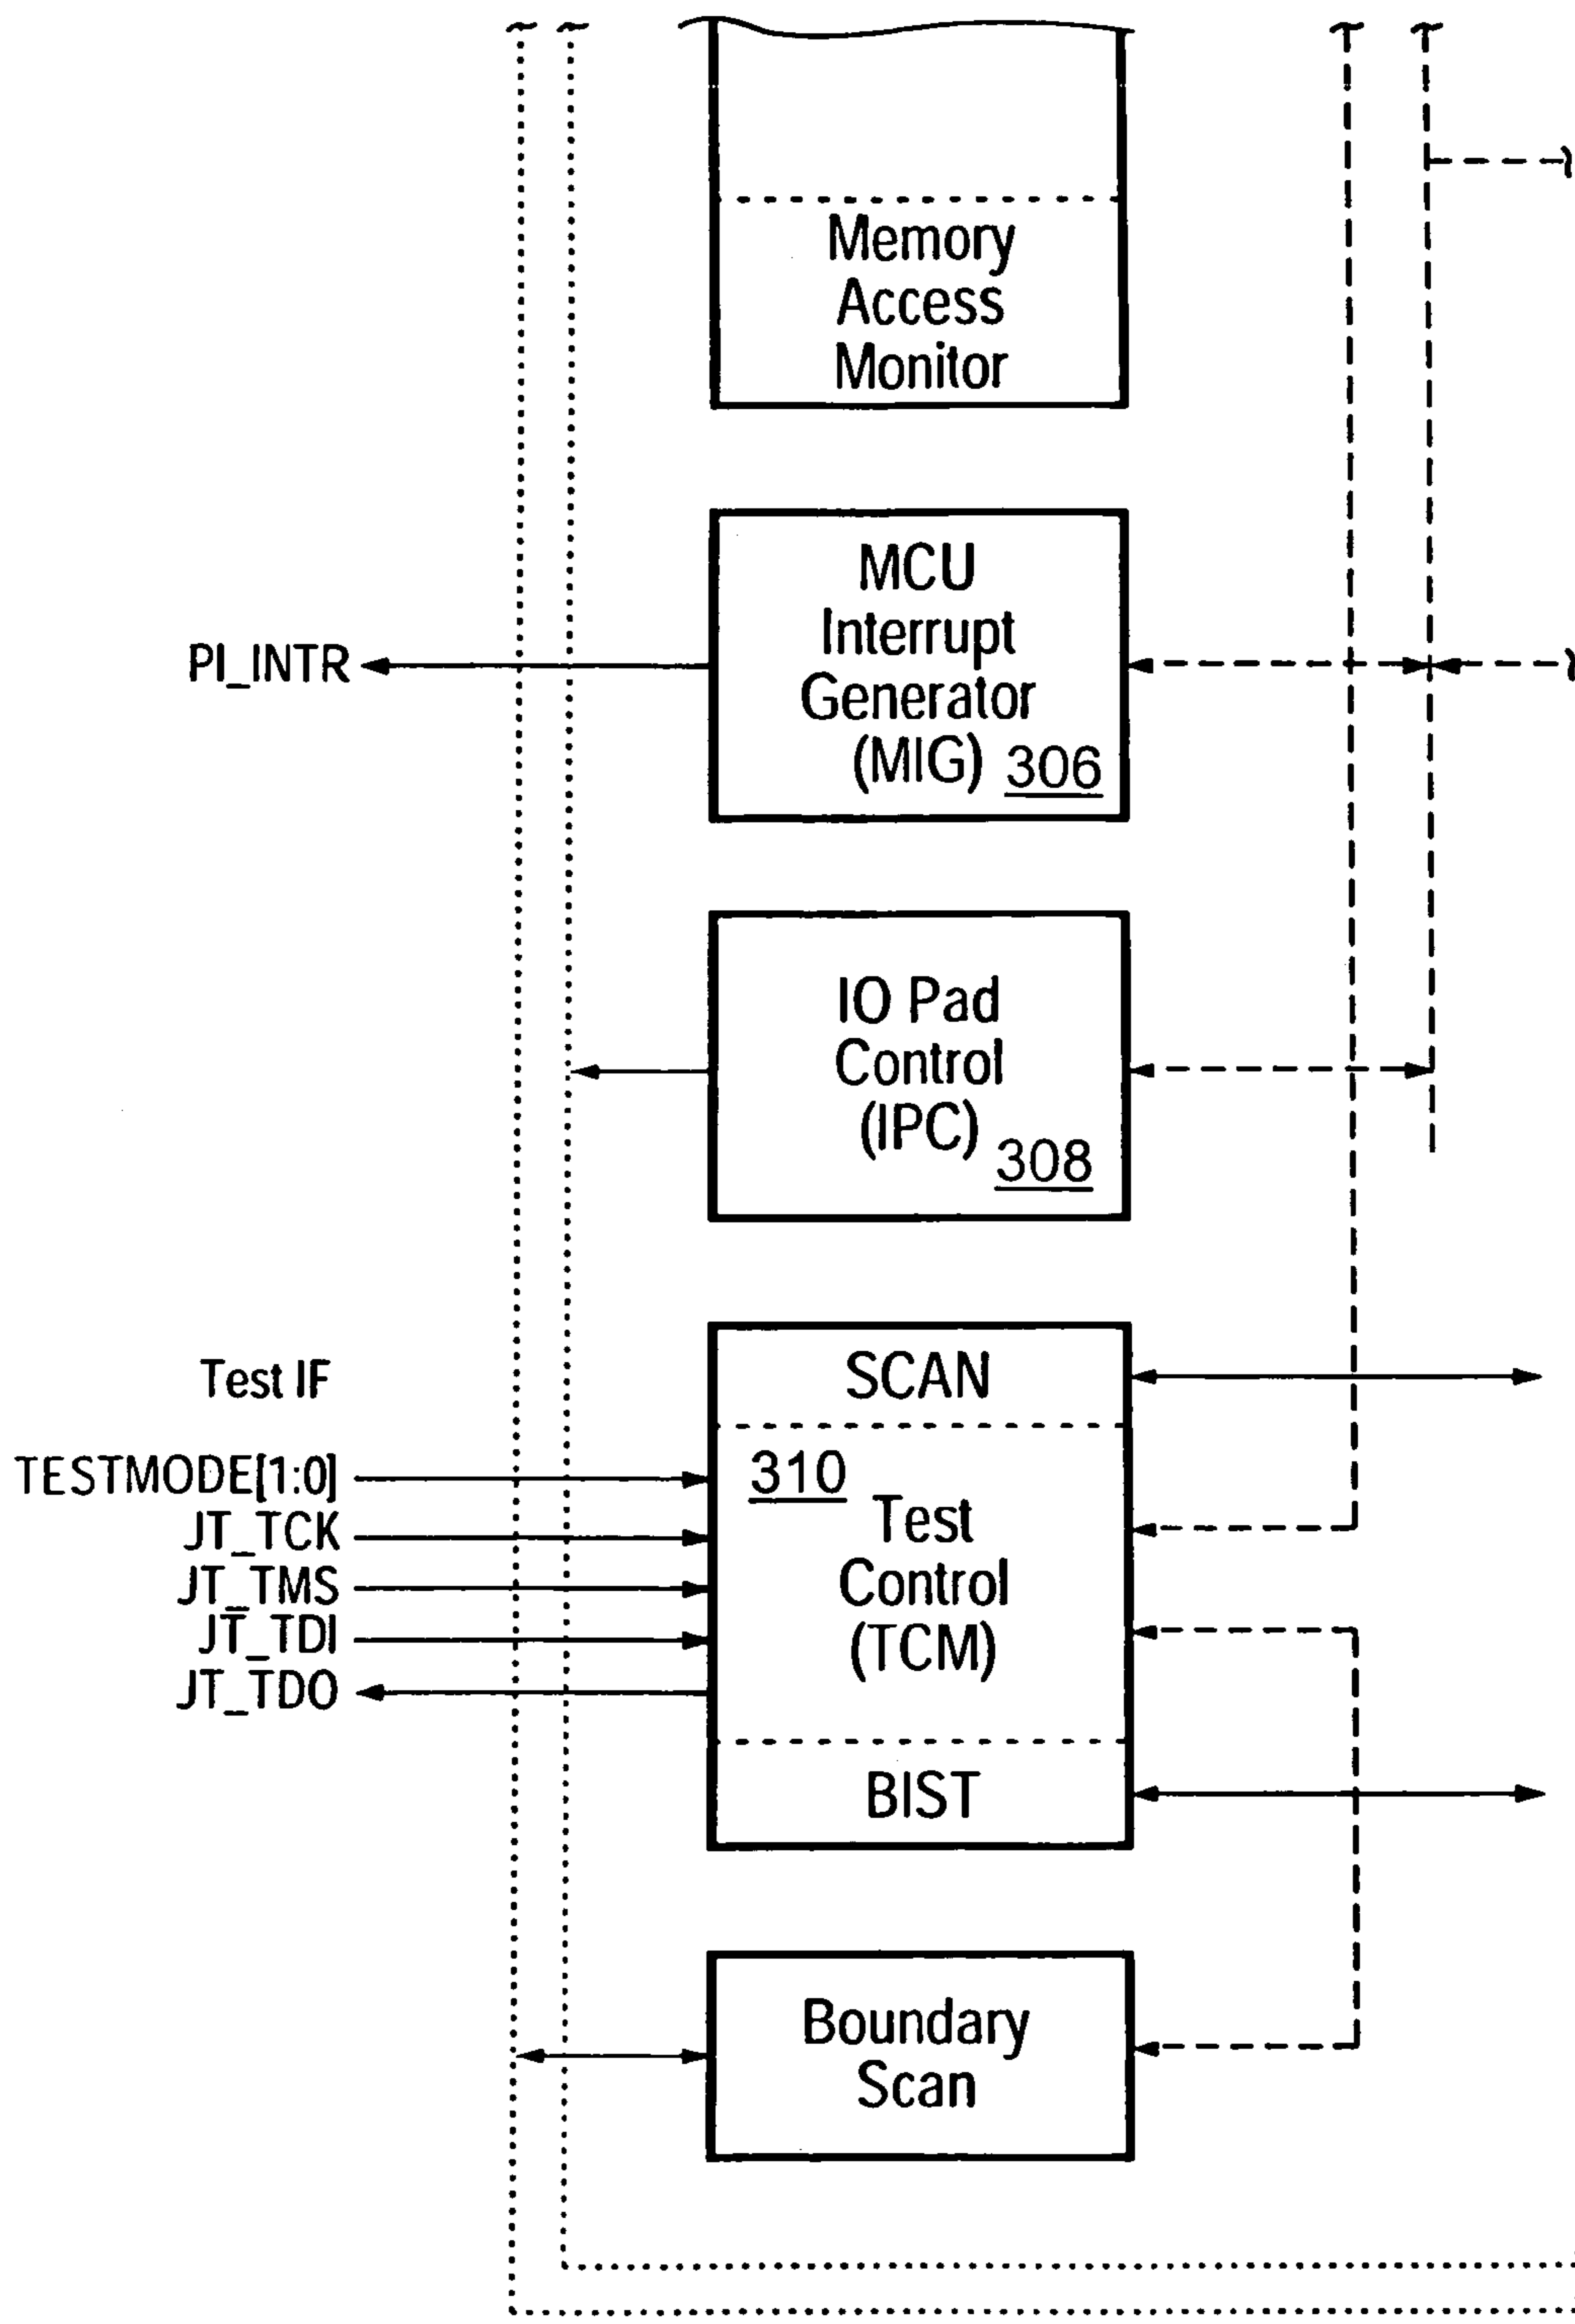 Memory
Access
Monitor
PI_INTR
MCU
Interrupt
Generator
(MIG) 306
IO Pad
Control
(IPC) 308
Test IF
TESTMODE[1:0]
JT_TCK
JT_TMS
JT_TDI
JT_TDO
SCAN
310
Test
Control
(TCM)
BIST
Boundary
Scan